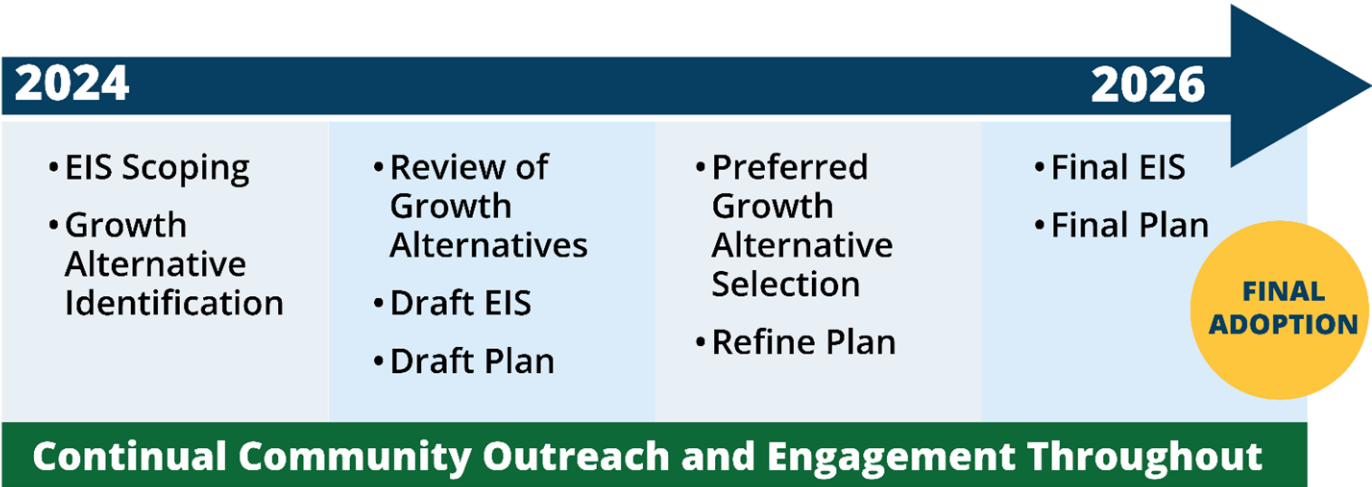 2024
2026
•EIS Scoping
•Growth
Alternative
Identification
•Review of
Growth
Alternatives
•Draft EIS
•Draft Plan
•Preferred
Growth
Alternative
Selection
•Refine Plan
•Final EIS
•Final Plan
FINAL
ADOPTION
Continual Community Outreach and Engagement Throughout